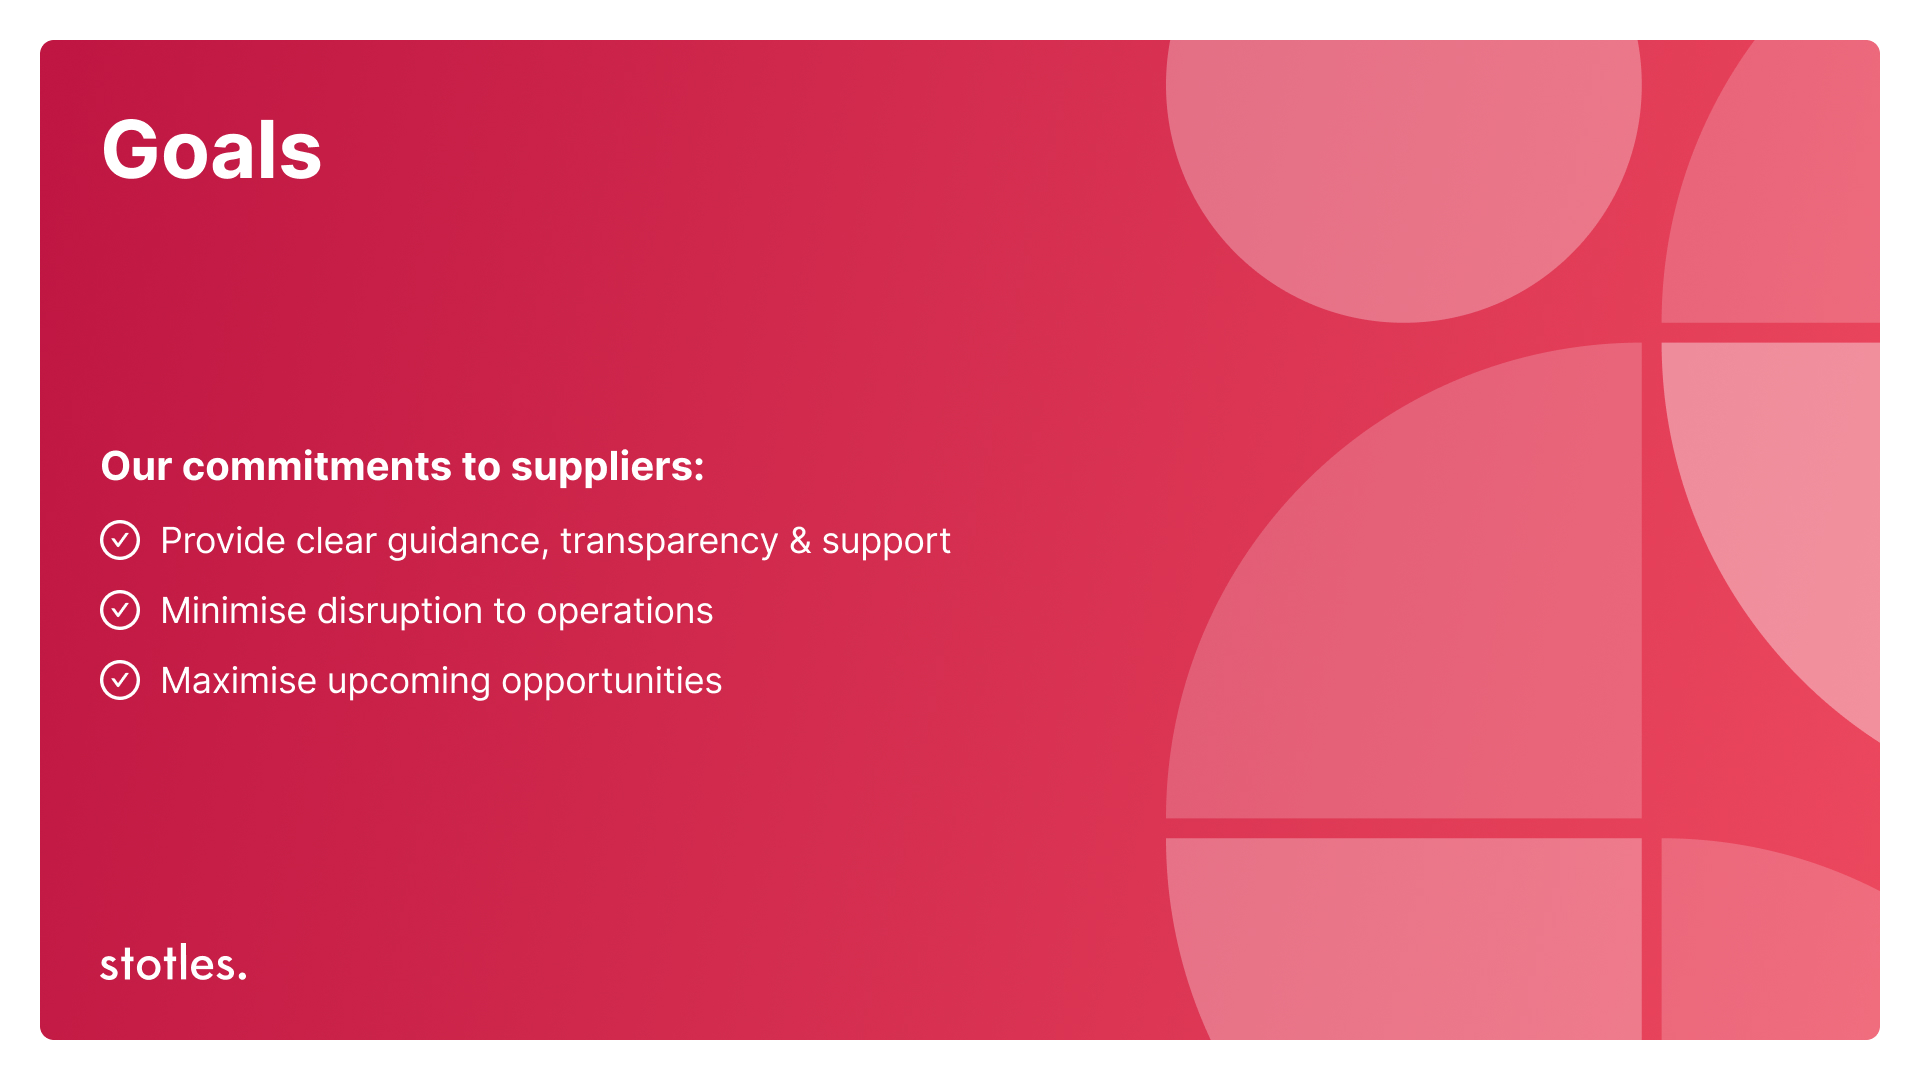 Goals
Our commitments to suppliers:
Provide clear guidance, transparency & support
Minimise disruption to operations
Maximise upcoming opportunities
stotles.